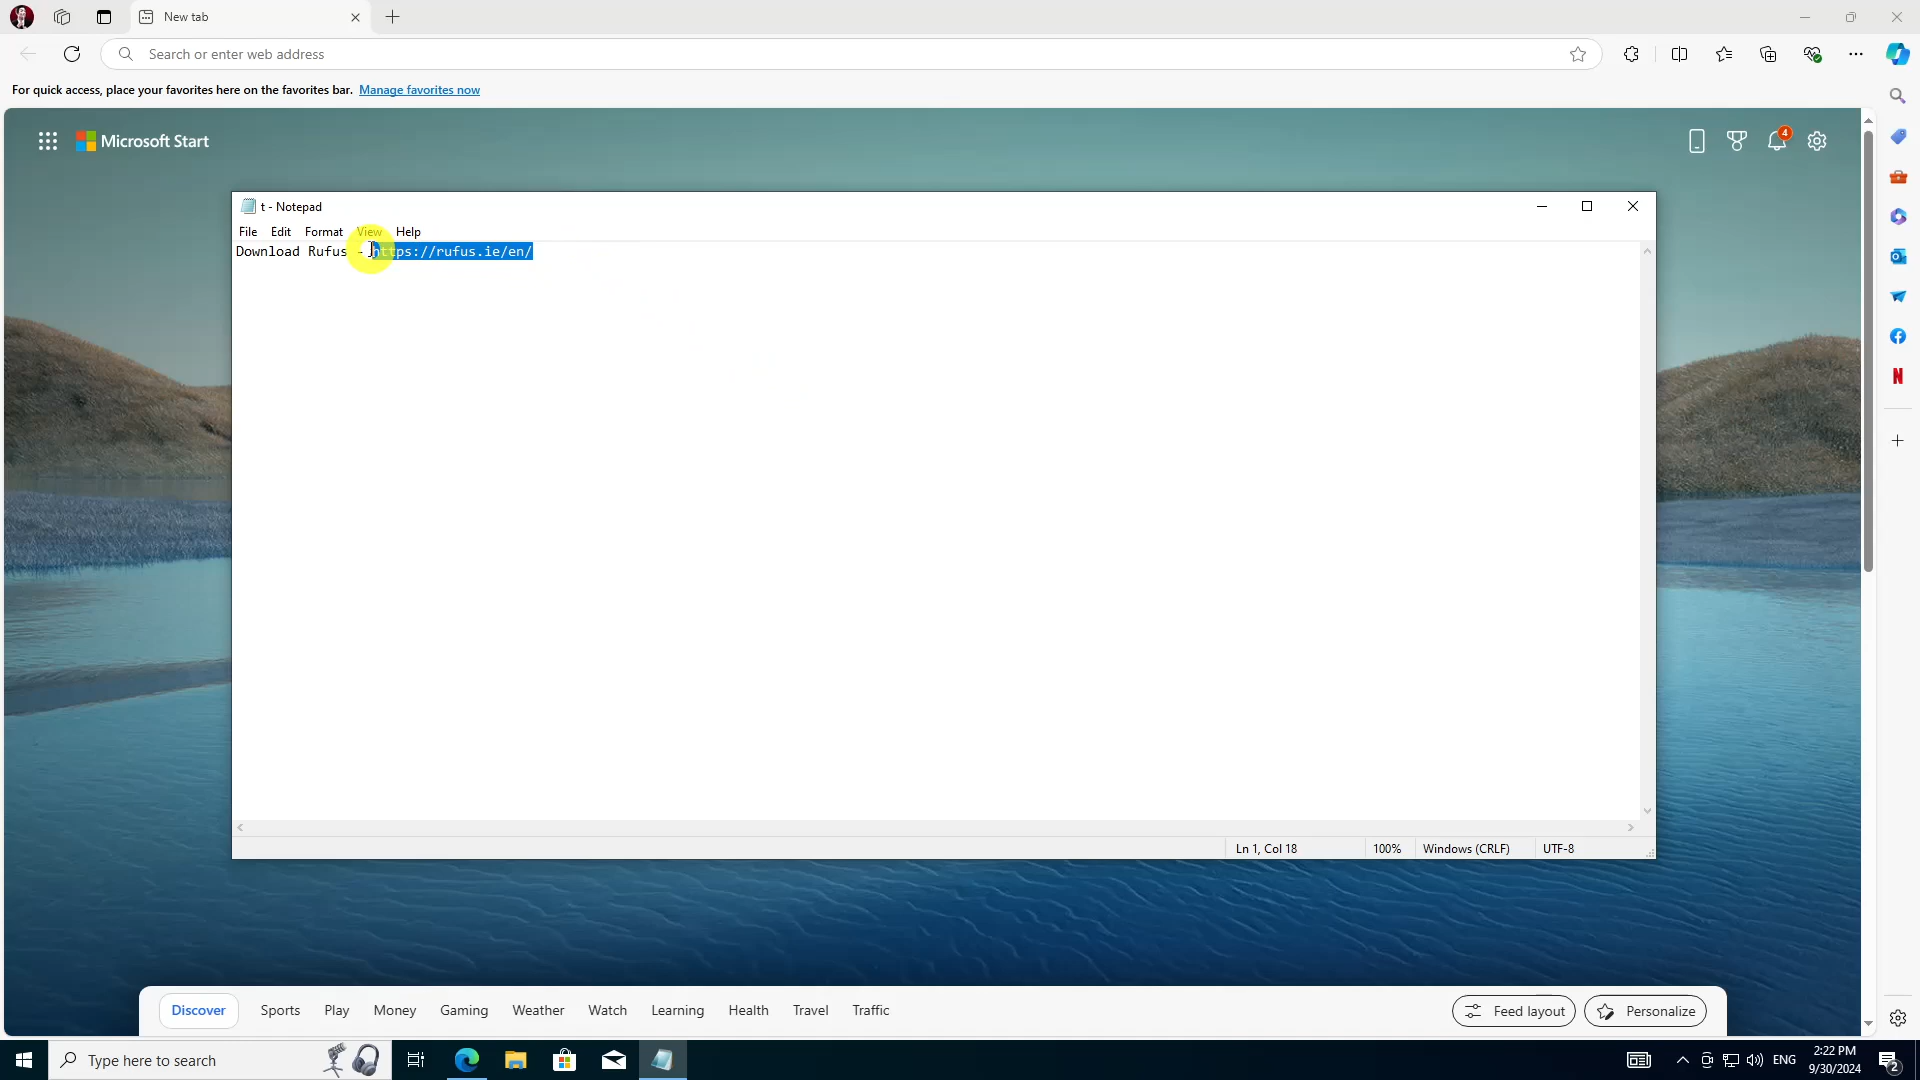 New tab
Search or enter web address
For quick access, place your favorites here on the favorites bar. Manage favorites now
Microsoft Start
4
t - Notepad
File Edit Format View Help
Download Rufus - https://rufus.ie/en/
Ln 1, Col 18 100% Windows (CRLF) UTF-8
Discover Sports Play Money Gaming Weather Watch Learning Health Travel Traffic Feed layout Personalize
Type here to search
ENG
2:22 PM
9/30/2024
2